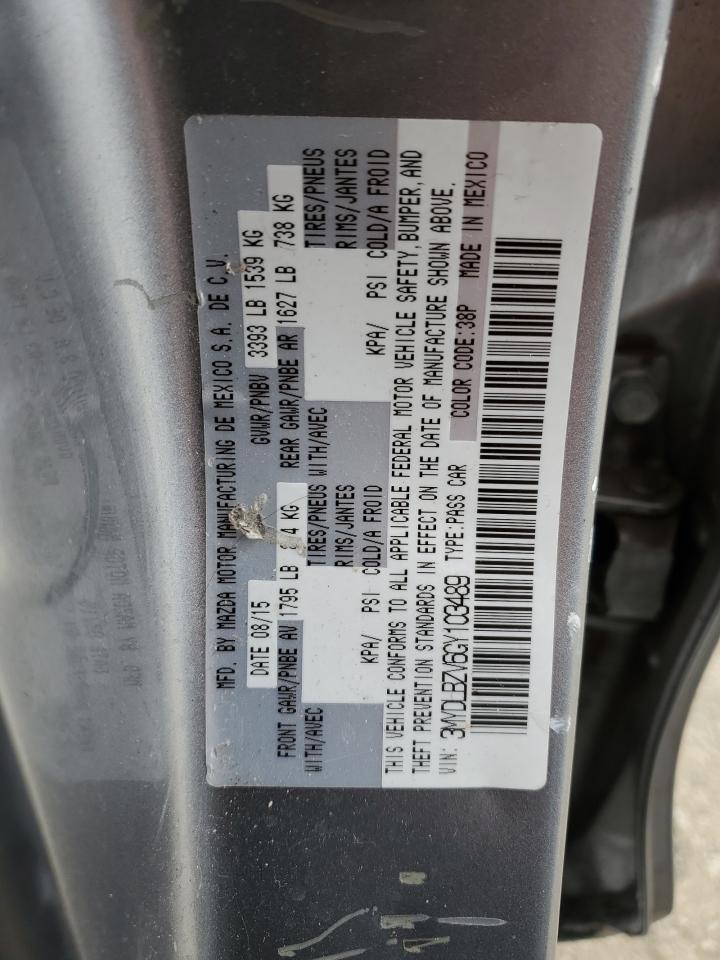 MFD. BY MAZDA MOTOR MANUFACTURING DE MEXICO S.A. DE C.V.
DATE 08/15 GVWR/PNBV 3393 LB 1539 KG
FRONT GAWR/PNBE AV 1795 LB KG REAR GAWR/PNBE AR 1627 LB 738 KG
WITH/AVEC TIRES/PNEUS WITH/AVEC TIRES/PNEUS
RIMS/JANTES RIMS/JANTES
KPA/ PSI COLD/A FROID KPA/ PSI COLD/A FROID
THIS VEHICLE CONFORMS TO ALL APPLICABLE FEDERAL MOTOR VEHICLE SAFETY, BUMPER, AND
THEFT PREVENTION STANDARDS IN EFFECT ON THE DATE OF MANUFACTURE SHOWN ABOVE.
VIN: 3MYDLBZV6GY103489 TYPE:PASS CAR COLOR CODE:38P MADE IN MEXICO